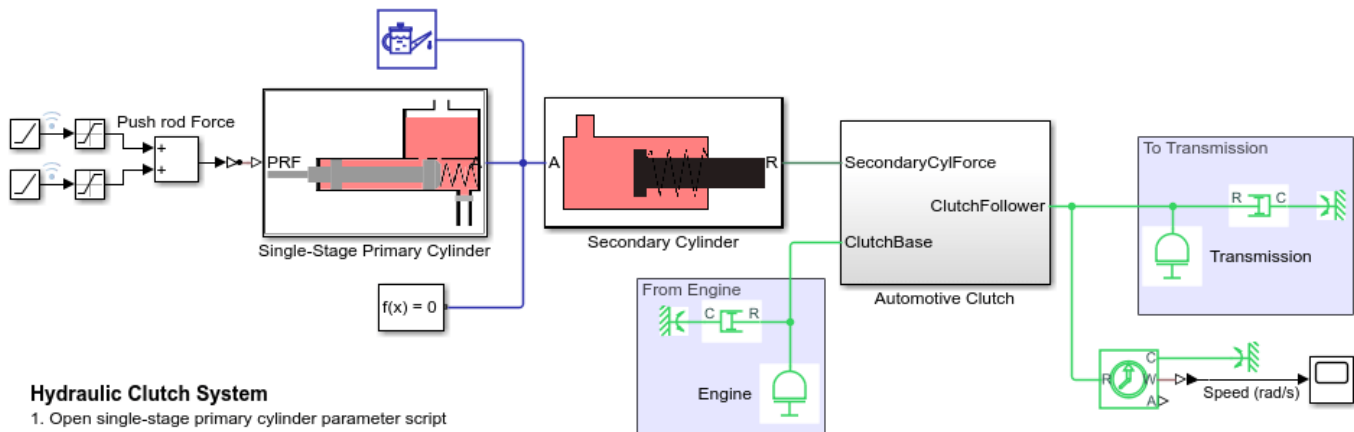 Push rod Force
+
+
PRF
A
Single-Stage Primary Cylinder
f(x) = 0
A
R
Secondary Cylinder
SecondaryCylForce
ClutchFollower
ClutchBase
Automotive Clutch
From Engine
C
R
Engine
To Transmission
R
C
Transmission
R
C
W
A
Speed (rad/s)
Hydraulic Clutch System
1. Open single-stage primary cylinder parameter script